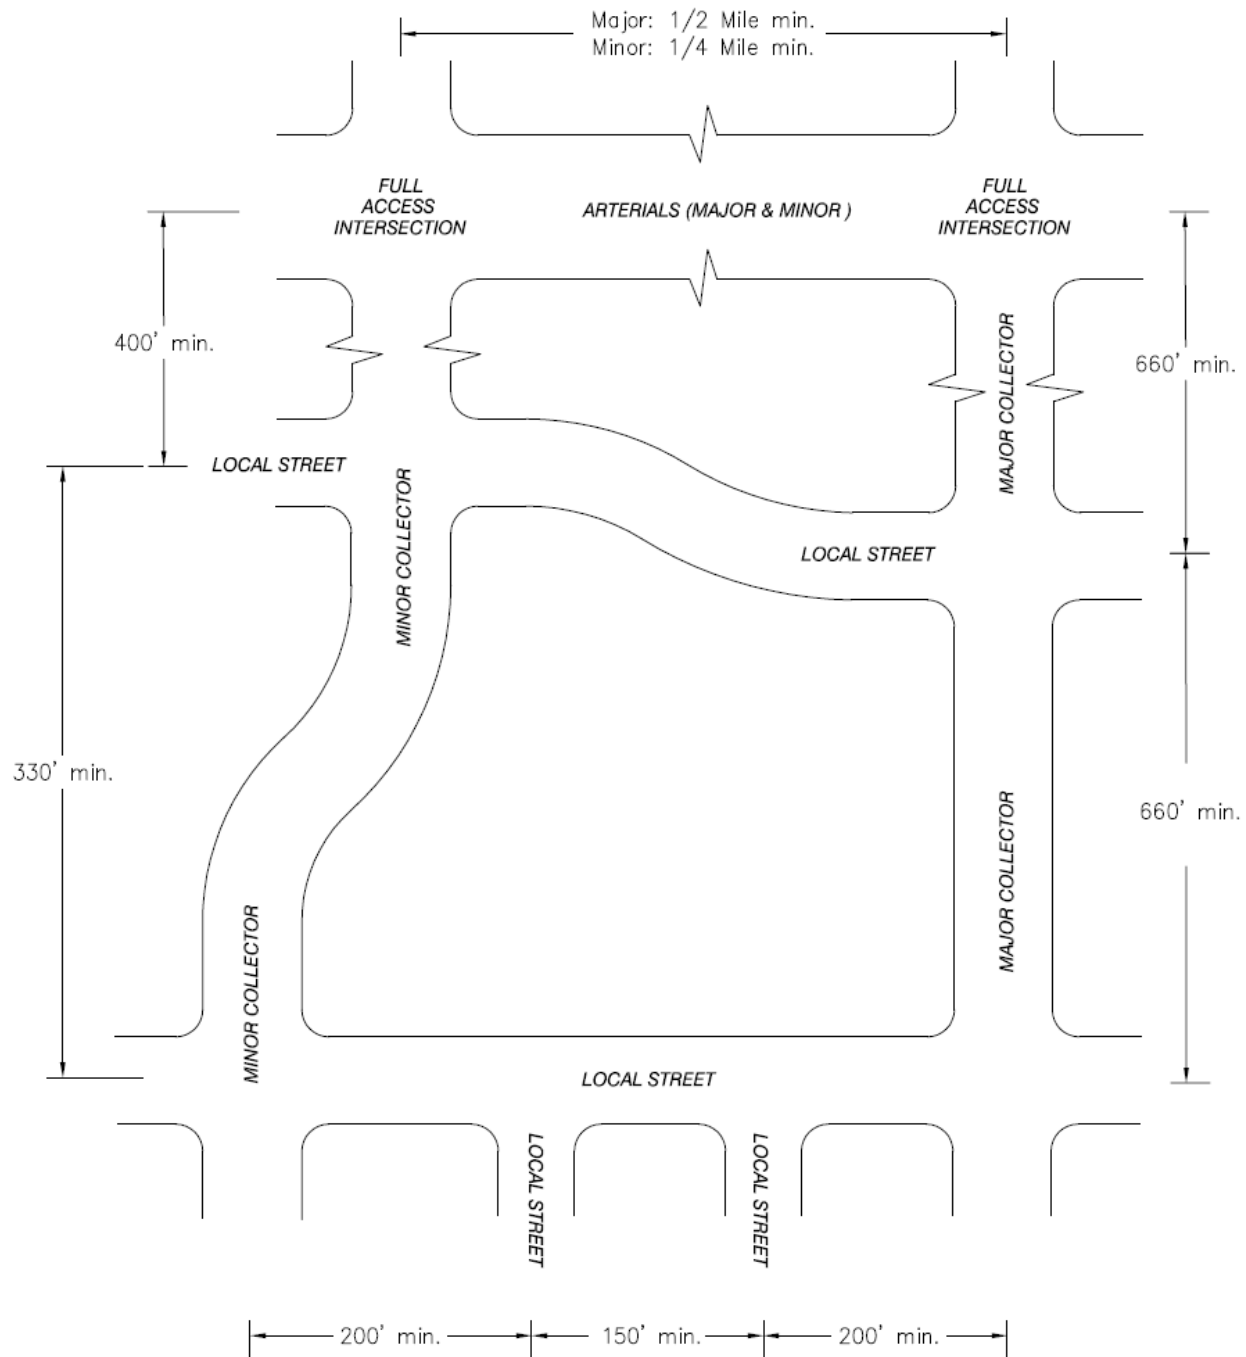 Major: 1/2 Mile min.
Minor: 1/4 Mile min.
FULL
ACCESS
INTERSECTION
ARTERIALS (MAJOR & MINOR )
FULL
ACCESS
INTERSECTION
400' min.
660' min.
MAJOR COLLECTOR
LOCAL STREET
MINOR COLLECTOR
LOCAL STREET
330' min.
660' min.
MAJOR COLLECTOR
MINOR COLLECTOR
LOCAL STREET
LOCAL STREET
LOCAL STREET
200' min.
150' min.
200' min.